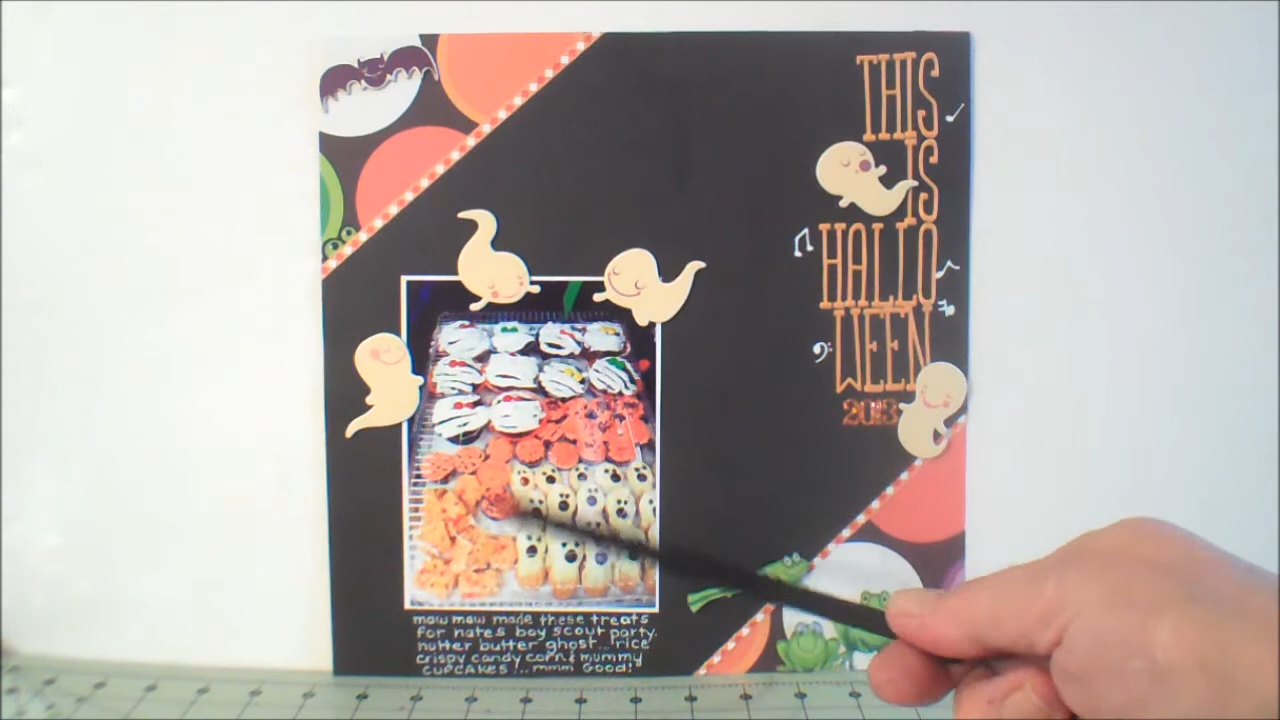 THIS
IS
HALLO
WEEN
2013
maw maw made these treats
for nates boy scout party.
nutter butter ghost... rice
crispy candy corn & mummy
CUPCAKES!...mmm Good!